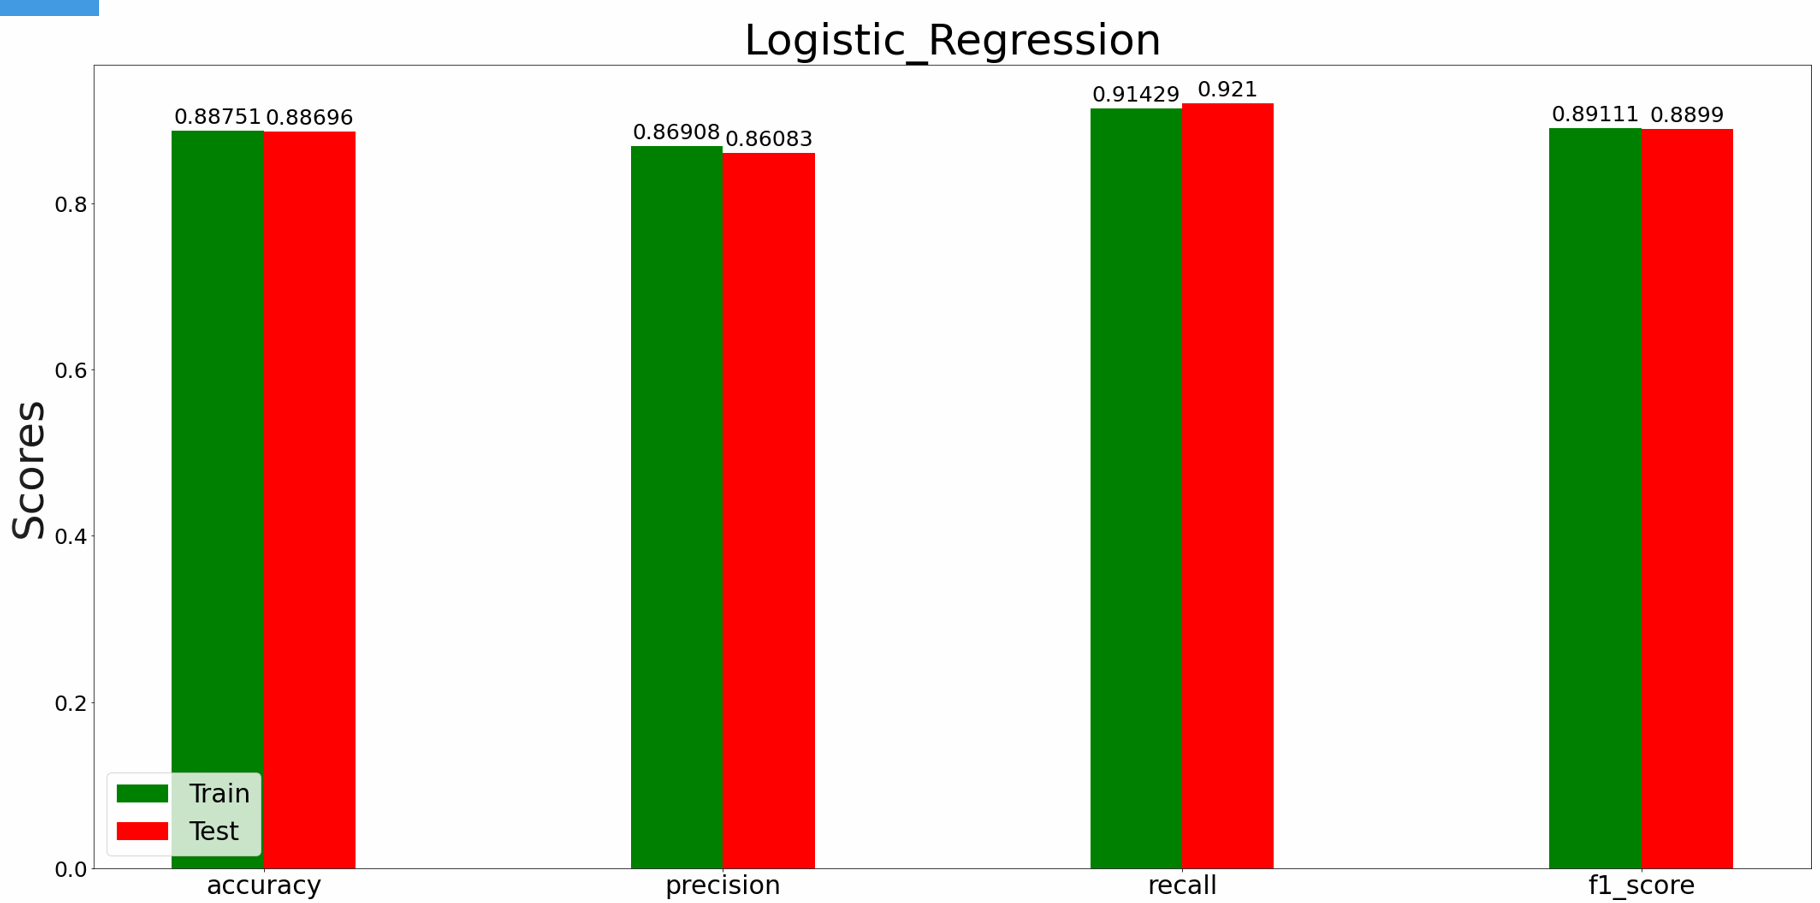 Logistic_Regression
0.88751 0.88696
0.86908 0.86083
0.91429 0.921
0.89111 0.8899
Scores
0.8
0.6
0.4
0.2
0.0
Train
Test
accuracy precision recall f1_score